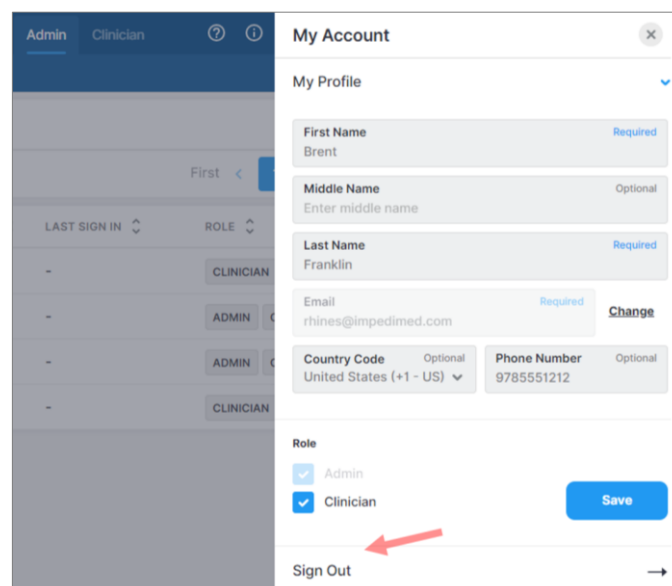 Admin Clinician
My Account
My Profile
First Name Required
Brent
Middle Name Optional
Enter middle name
Last Name Required
Franklin
Email Required
rhines@impedimed.com
Change
Country Code Optional
United States (+1 - US)
Phone Number Optional
9785551212
Role
Admin
Clinician
Save
Sign Out
First
LAST SIGN IN ROLE
- CLINICIAN
- ADMIN
- ADMIN
- CLINICIAN